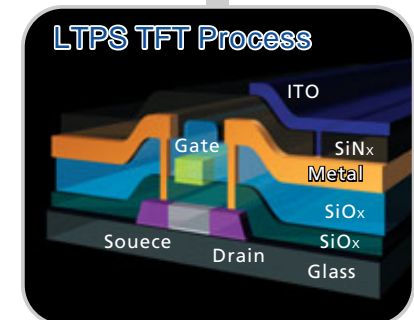 LTPS TFT Process
ITO
Gate
SiNx
Metal
SiOx
SiOx
Souece
Drain
Glass